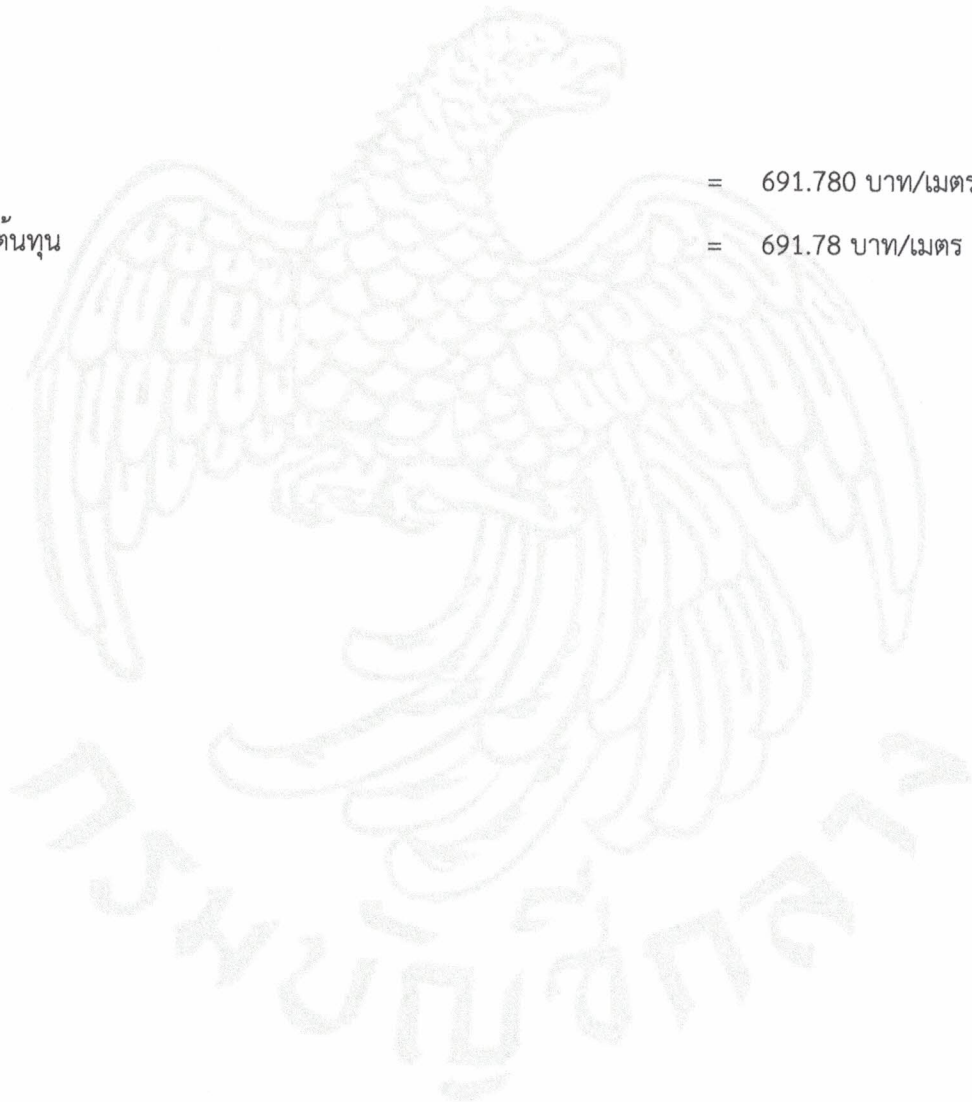 = 691.780 บาท/เมตร
ต้นทุน = 691.78 บาท/เมตร
กรมบัญชีกลาง